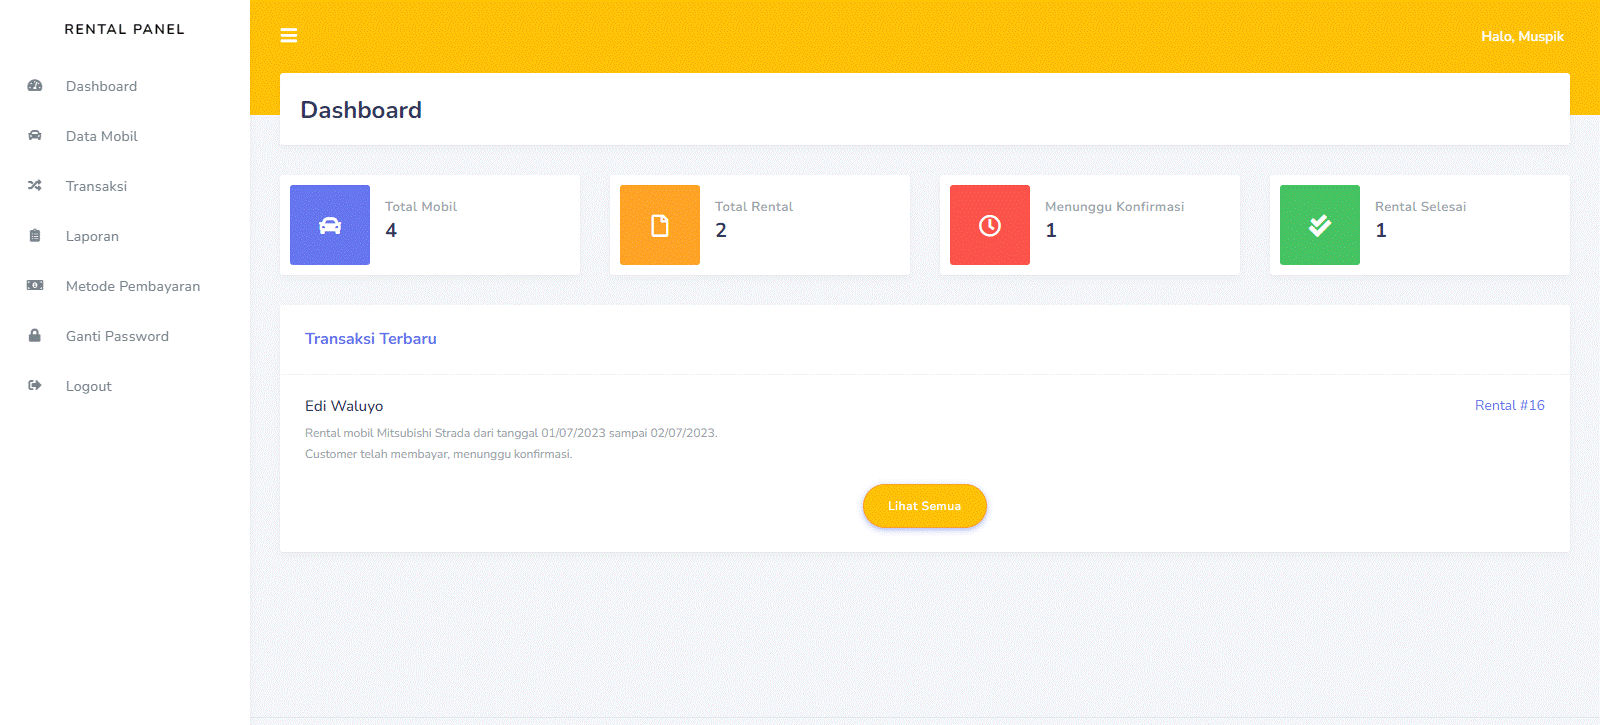 RENTAL PANEL
Halo, Muspik
Dashboard
Data Mobil
Transaksi
Laporan
Metode Pembayaran
Ganti Password
Logout
Dashboard
Total Mobil
4
Total Rental
2
Menunggu Konfirmasi
1
Rental Selesai
1
Transaksi Terbaru
Edi Waluyo
Rental #16
Rental mobil Mitsubishi Strada dari tanggal 01/07/2023 sampai 02/07/2023.
Customer telah membayar, menunggu konfirmasi.
Lihat Semua